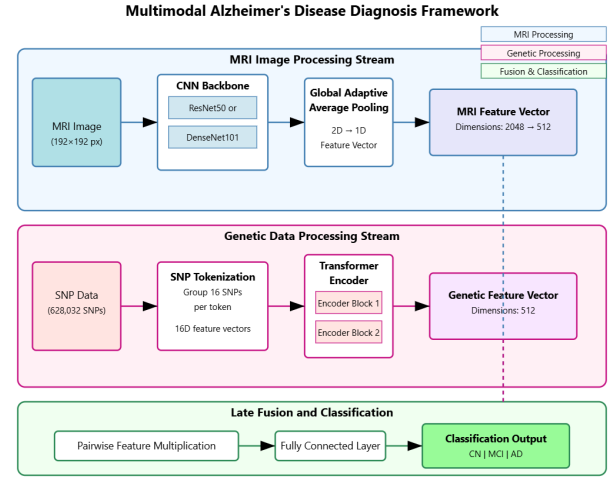 Multimodal Alzheimer's Disease Diagnosis Framework
MRI Processing
Genetic Processing
Fusion & Classification
MRI Image Processing Stream
MRI Image
(192×192 px)
CNN Backbone
ResNet50 or
DenseNet101
Global Adaptive
Average Pooling
2D → 1D
Feature Vector
MRI Feature Vector
Dimensions: 2048 → 512
Genetic Data Processing Stream
SNP Data
(628,032 SNPs)
SNP Tokenization
Group 16 SNPs
per token
16D feature vectors
Transformer
Encoder
Encoder Block 1
Encoder Block 2
Genetic Feature Vector
Dimensions: 512
Late Fusion and Classification
Pairwise Feature Multiplication
Fully Connected Layer
Classification Output
CN | MCI | AD